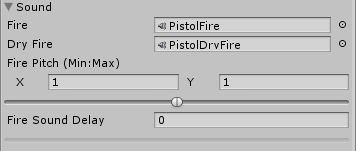 Sound
Fire PistolFire
Dry Fire PistolDryFire
Fire Pitch (Min:Max)
X 1 Y 1
Fire Sound Delay 0